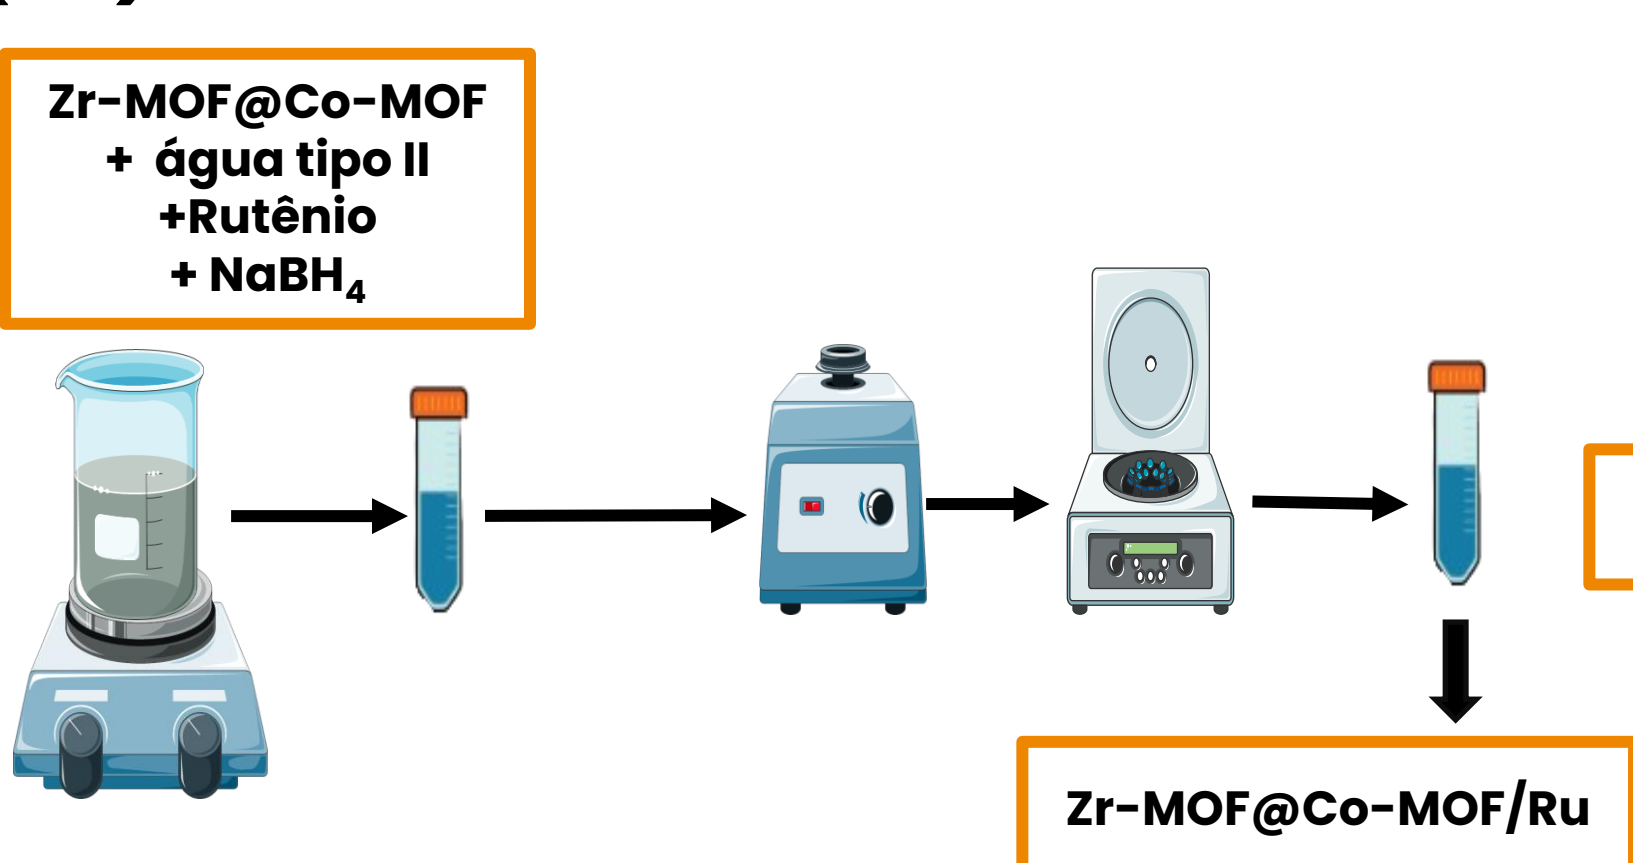 Zr-MOF@Co-MOF
+ água tipo II
+Rutênio
+ NaBH₄
Zr-MOF@Co-MOF/Ru